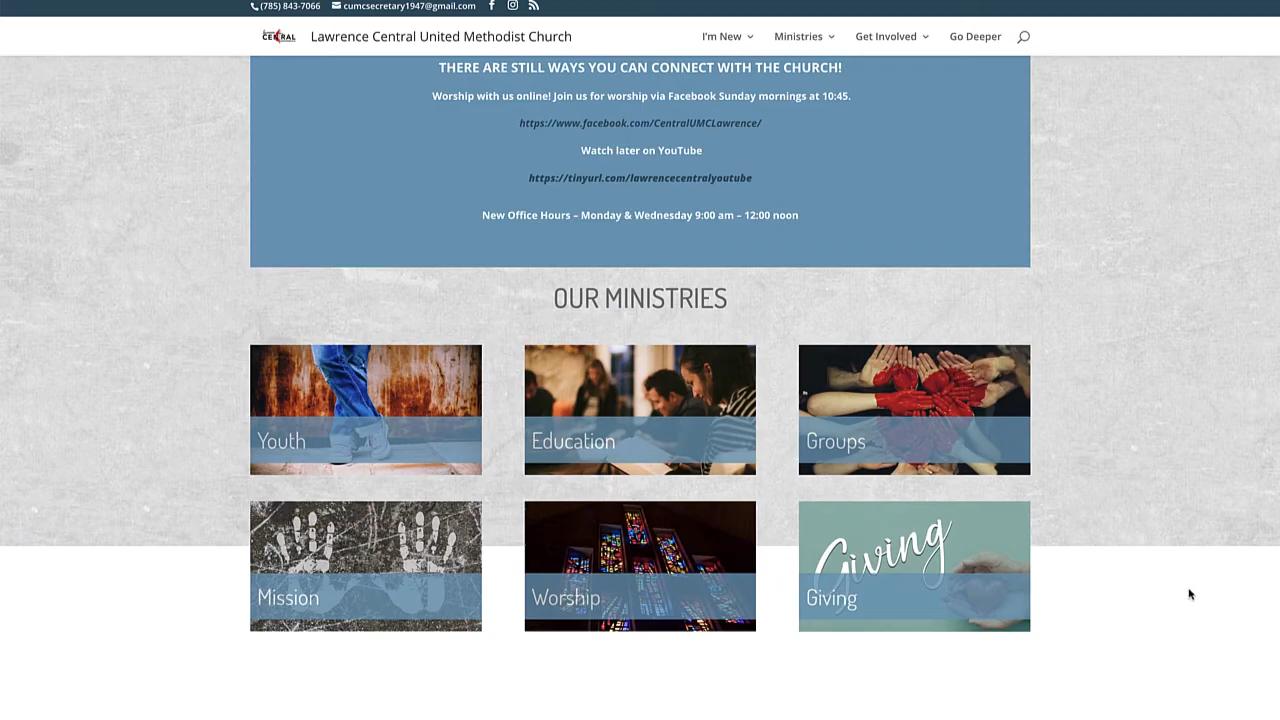 (785) 843-7066 cumcsecretary1947@gmail.com
CENTRAL Lawrence Central United Methodist Church I'm New Ministries Get Involved Go Deeper
THERE ARE STILL WAYS YOU CAN CONNECT WITH THE CHURCH!
Worship with us online! Join us for worship via Facebook Sunday mornings at 10:45.
https://www.facebook.com/CentralUMCLawrence/
Watch later on YouTube
https://tinyurl.com/lawrencecentralyoutube
New Office Hours – Monday & Wednesday 9:00 am – 12:00 noon
OUR MINISTRIES
Youth Education Groups
Giving
Mission Worship Giving